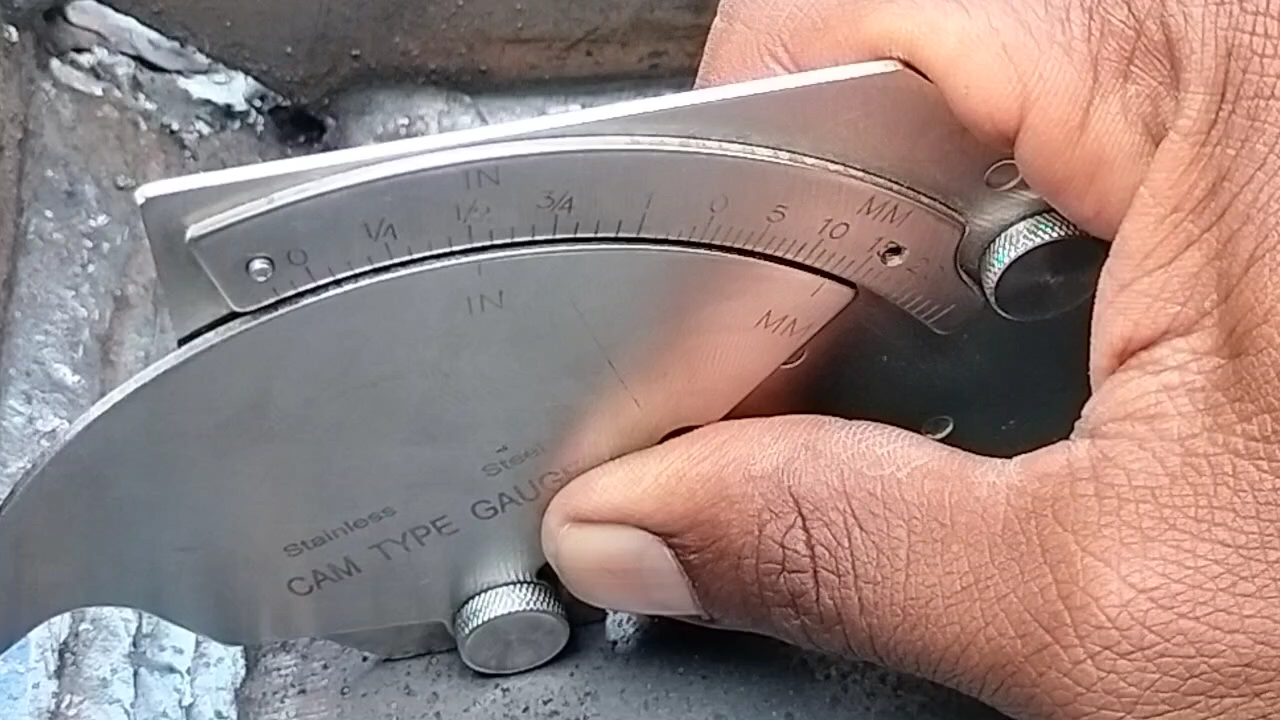 IN
0 1/4 1/2 3/4 1 0 5 10 MM
IN
MM
Stainless Steel
CAM TYPE GAUGE